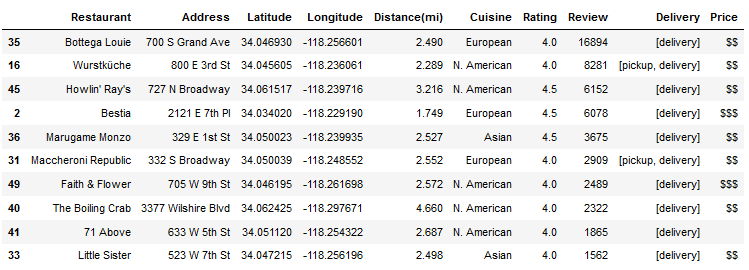 Restaurant Address Latitude Longitude Distance(mi) Cuisine Rating Review Delivery Price
35 Bottega Louie 700 S Grand Ave 34.046930 -118.256601 2.490 European 4.0 16894 [delivery] $$
16 Wurstküche 800 E 3rd St 34.045605 -118.236061 2.289 N. American 4.0 8281 [pickup, delivery] $$
45 Howlin' Ray's 727 N Broadway 34.061517 -118.239716 3.216 N. American 4.5 6152 [delivery] $$
2 Bestia 2121 E 7th Pl 34.034020 -118.229190 1.749 European 4.5 6078 [delivery] $$$
36 Marugame Monzo 329 E 1st St 34.050023 -118.239935 2.527 Asian 4.5 3675 [delivery] $$
31 Maccheroni Republic 332 S Broadway 34.050039 -118.248552 2.552 European 4.0 2909 [pickup, delivery] $$
49 Faith & Flower 705 W 9th St 34.046195 -118.261698 2.572 N. American 4.0 2489 [delivery] $$$
40 The Boiling Crab 3377 Wilshire Blvd 34.062425 -118.297671 4.660 N. American 4.0 2322 [delivery] $$
41 71 Above 633 W 5th St 34.051120 -118.254322 2.687 N. American 4.0 1865 [delivery]
33 Little Sister 523 W 7th St 34.047215 -118.256196 2.498 Asian 4.0 1562 [delivery] $$